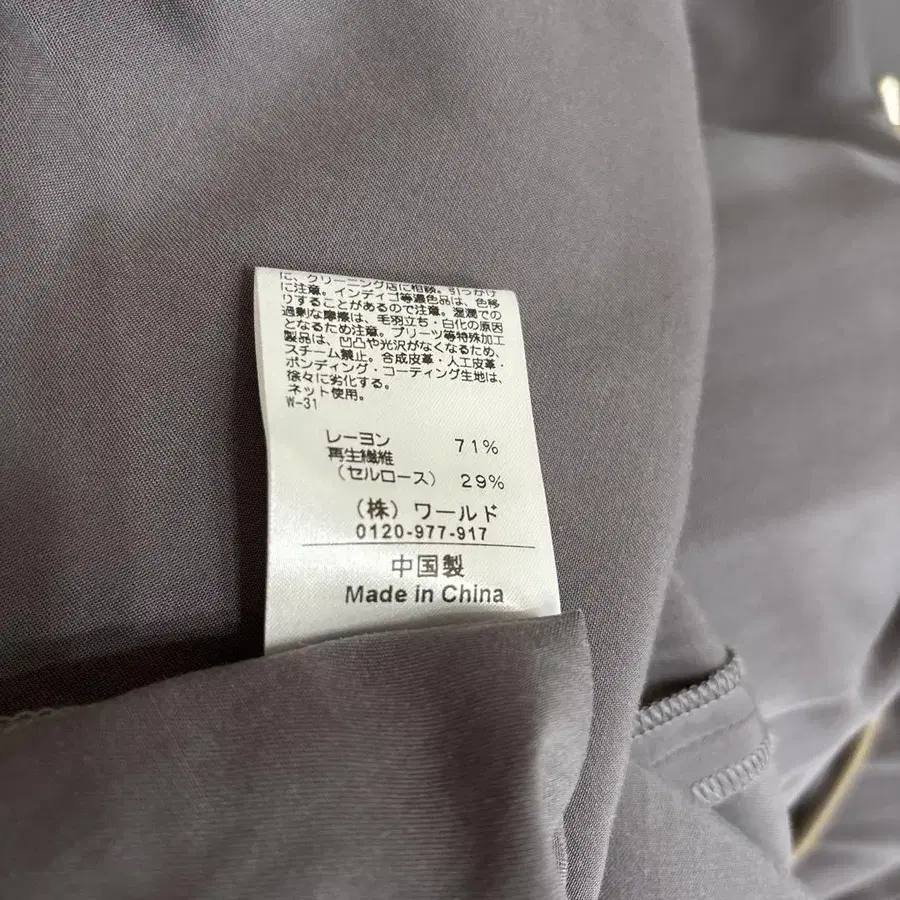 に、クリーニング店に相談。引っかけ
に注意。インディゴ等濃色品は、色移
りすることがあるので注意。湿潤での
過剰な摩擦は、毛羽立ち・白化の原因
となるため注意。プリーツ等特殊加工
製品は、凹凸や光沢がなくなるため、
スチーム禁止。合成皮革・人工皮革・
ボンディング・コーティング生地は、
徐々に劣化する。
ネット使用。
W-31
レーヨン 71%
再生繊維
(セルロース) 29%
(株)ワールド
0120-977-917
中国製
Made in China